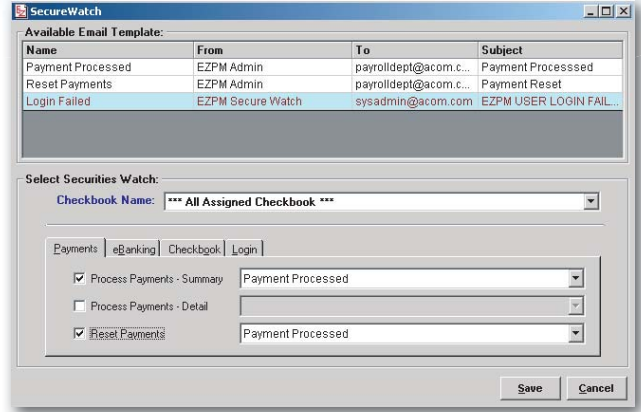 SecureWatch
Available Email Template:
Name From To Subject
Payment Processed EZPM Admin payrolldept@acom.c... Payment Processsed
Reset Payments EZPM Admin payrolldept@acom.c... Payment Reset
Login Failed EZPM Secure Watch sysadmin@acom.com EZPM USER LOGIN FAIL...
Select Securities Watch:
Checkbook Name: *** All Assigned Checkbook ***
Payments eBanking Checkbook Login
Process Payments - Summary Payment Processed
Process Payments - Detail
Reset Payments Payment Processed
Save Cancel